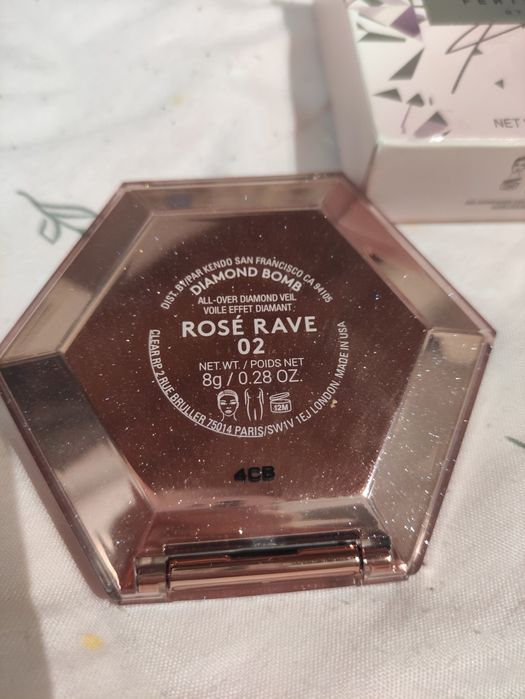 DIST. BY/PAR KENDO SAN FRANCISCO CA 94105
DIAMOND BOMB
ALL-OVER DIAMOND VEIL
VOILE EFFET DIAMANT
ROSÉ RAVE
02
NET. WT. / POIDS NET
8g / 0.28 OZ.
12M
CLEAR RP 2 RUE BRULLER 75014 PARIS/SW1V 1EJ LONDON. MADE IN USA
4CB
NET